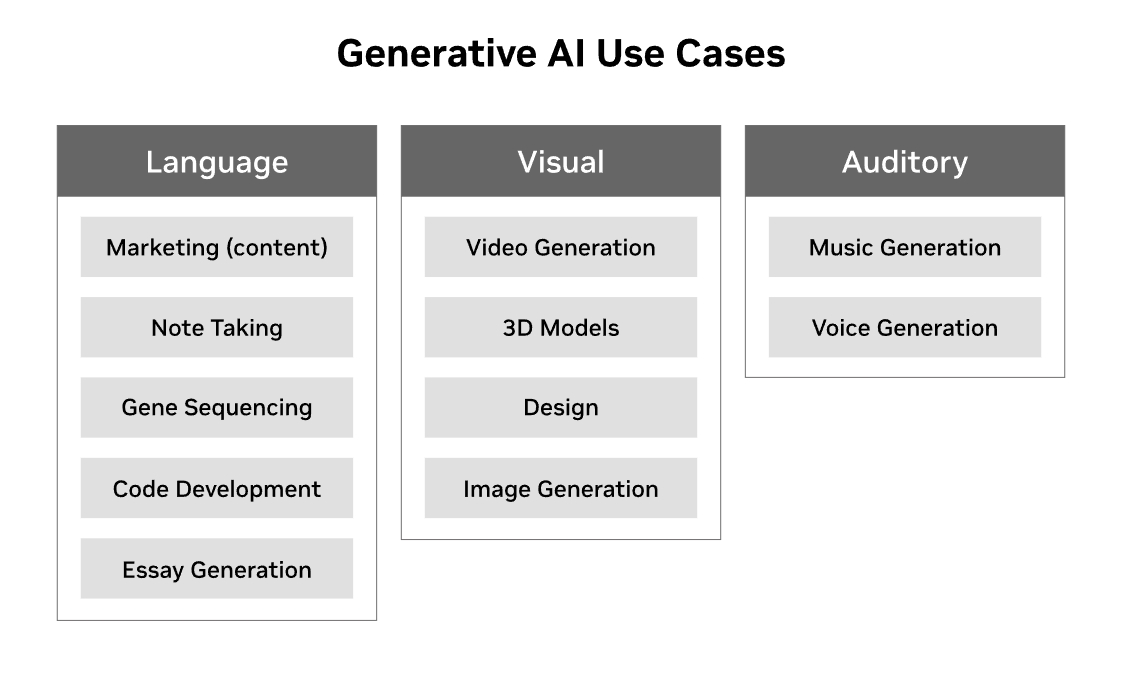 Generative AI Use Cases
Language
Marketing (content)
Note Taking
Gene Sequencing
Code Development
Essay Generation
Visual
Video Generation
3D Models
Design
Image Generation
Auditory
Music Generation
Voice Generation